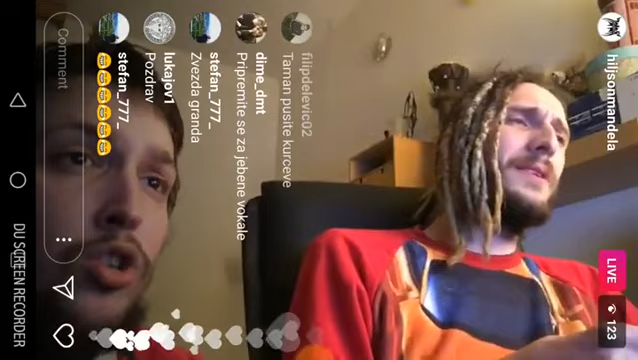 hiljsonmandela
LIVE
123
filipdelevic02
Taman pusite kurceve
dime_dmt
Pripremite se za jebene vokale
stefan_777_
Zvezda granda
lukajov1
Pozdrav
stefan_777_
Comment
DU SCREEN RECORDER